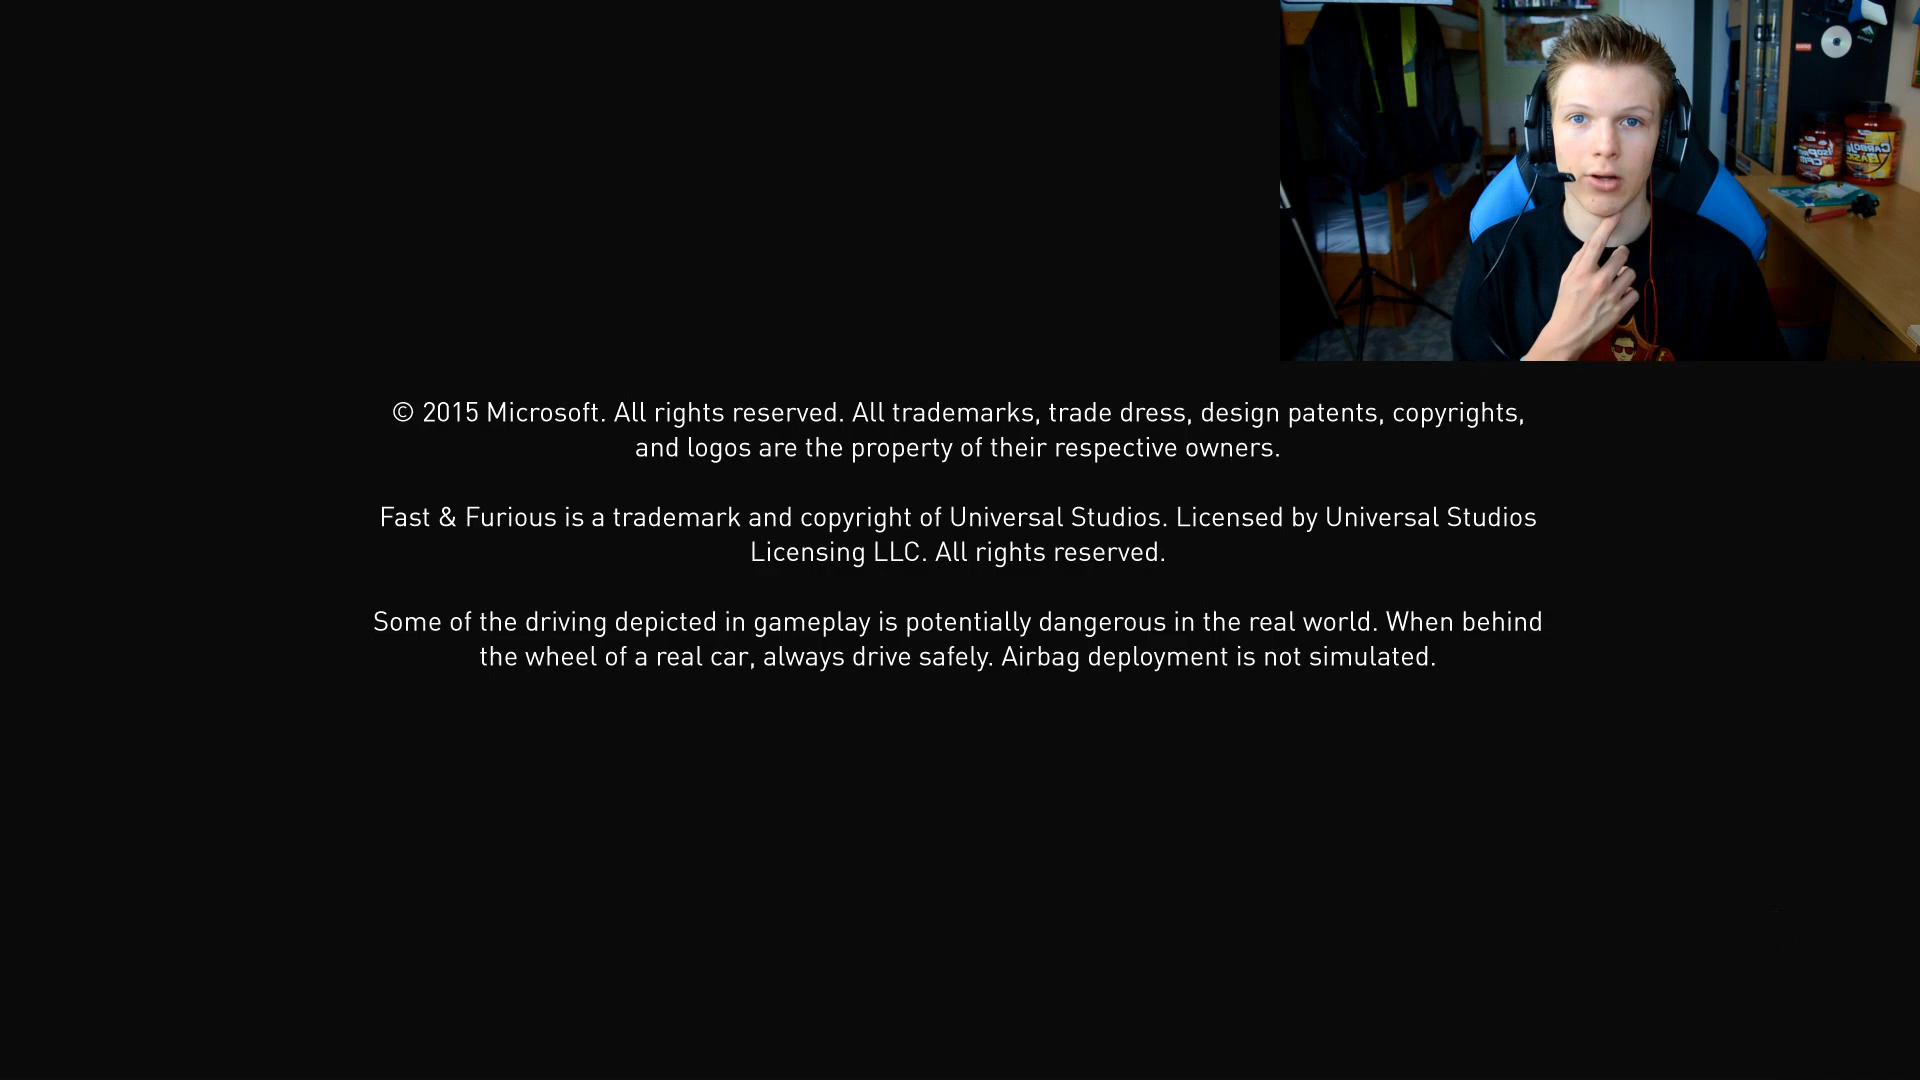 © 2015 Microsoft. All rights reserved. All trademarks, trade dress, design patents, copyrights,
and logos are the property of their respective owners.
Fast & Furious is a trademark and copyright of Universal Studios. Licensed by Universal Studios
Licensing LLC. All rights reserved.
Some of the driving depicted in gameplay is potentially dangerous in the real world. When behind
the wheel of a real car, always drive safely. Airbag deployment is not simulated.